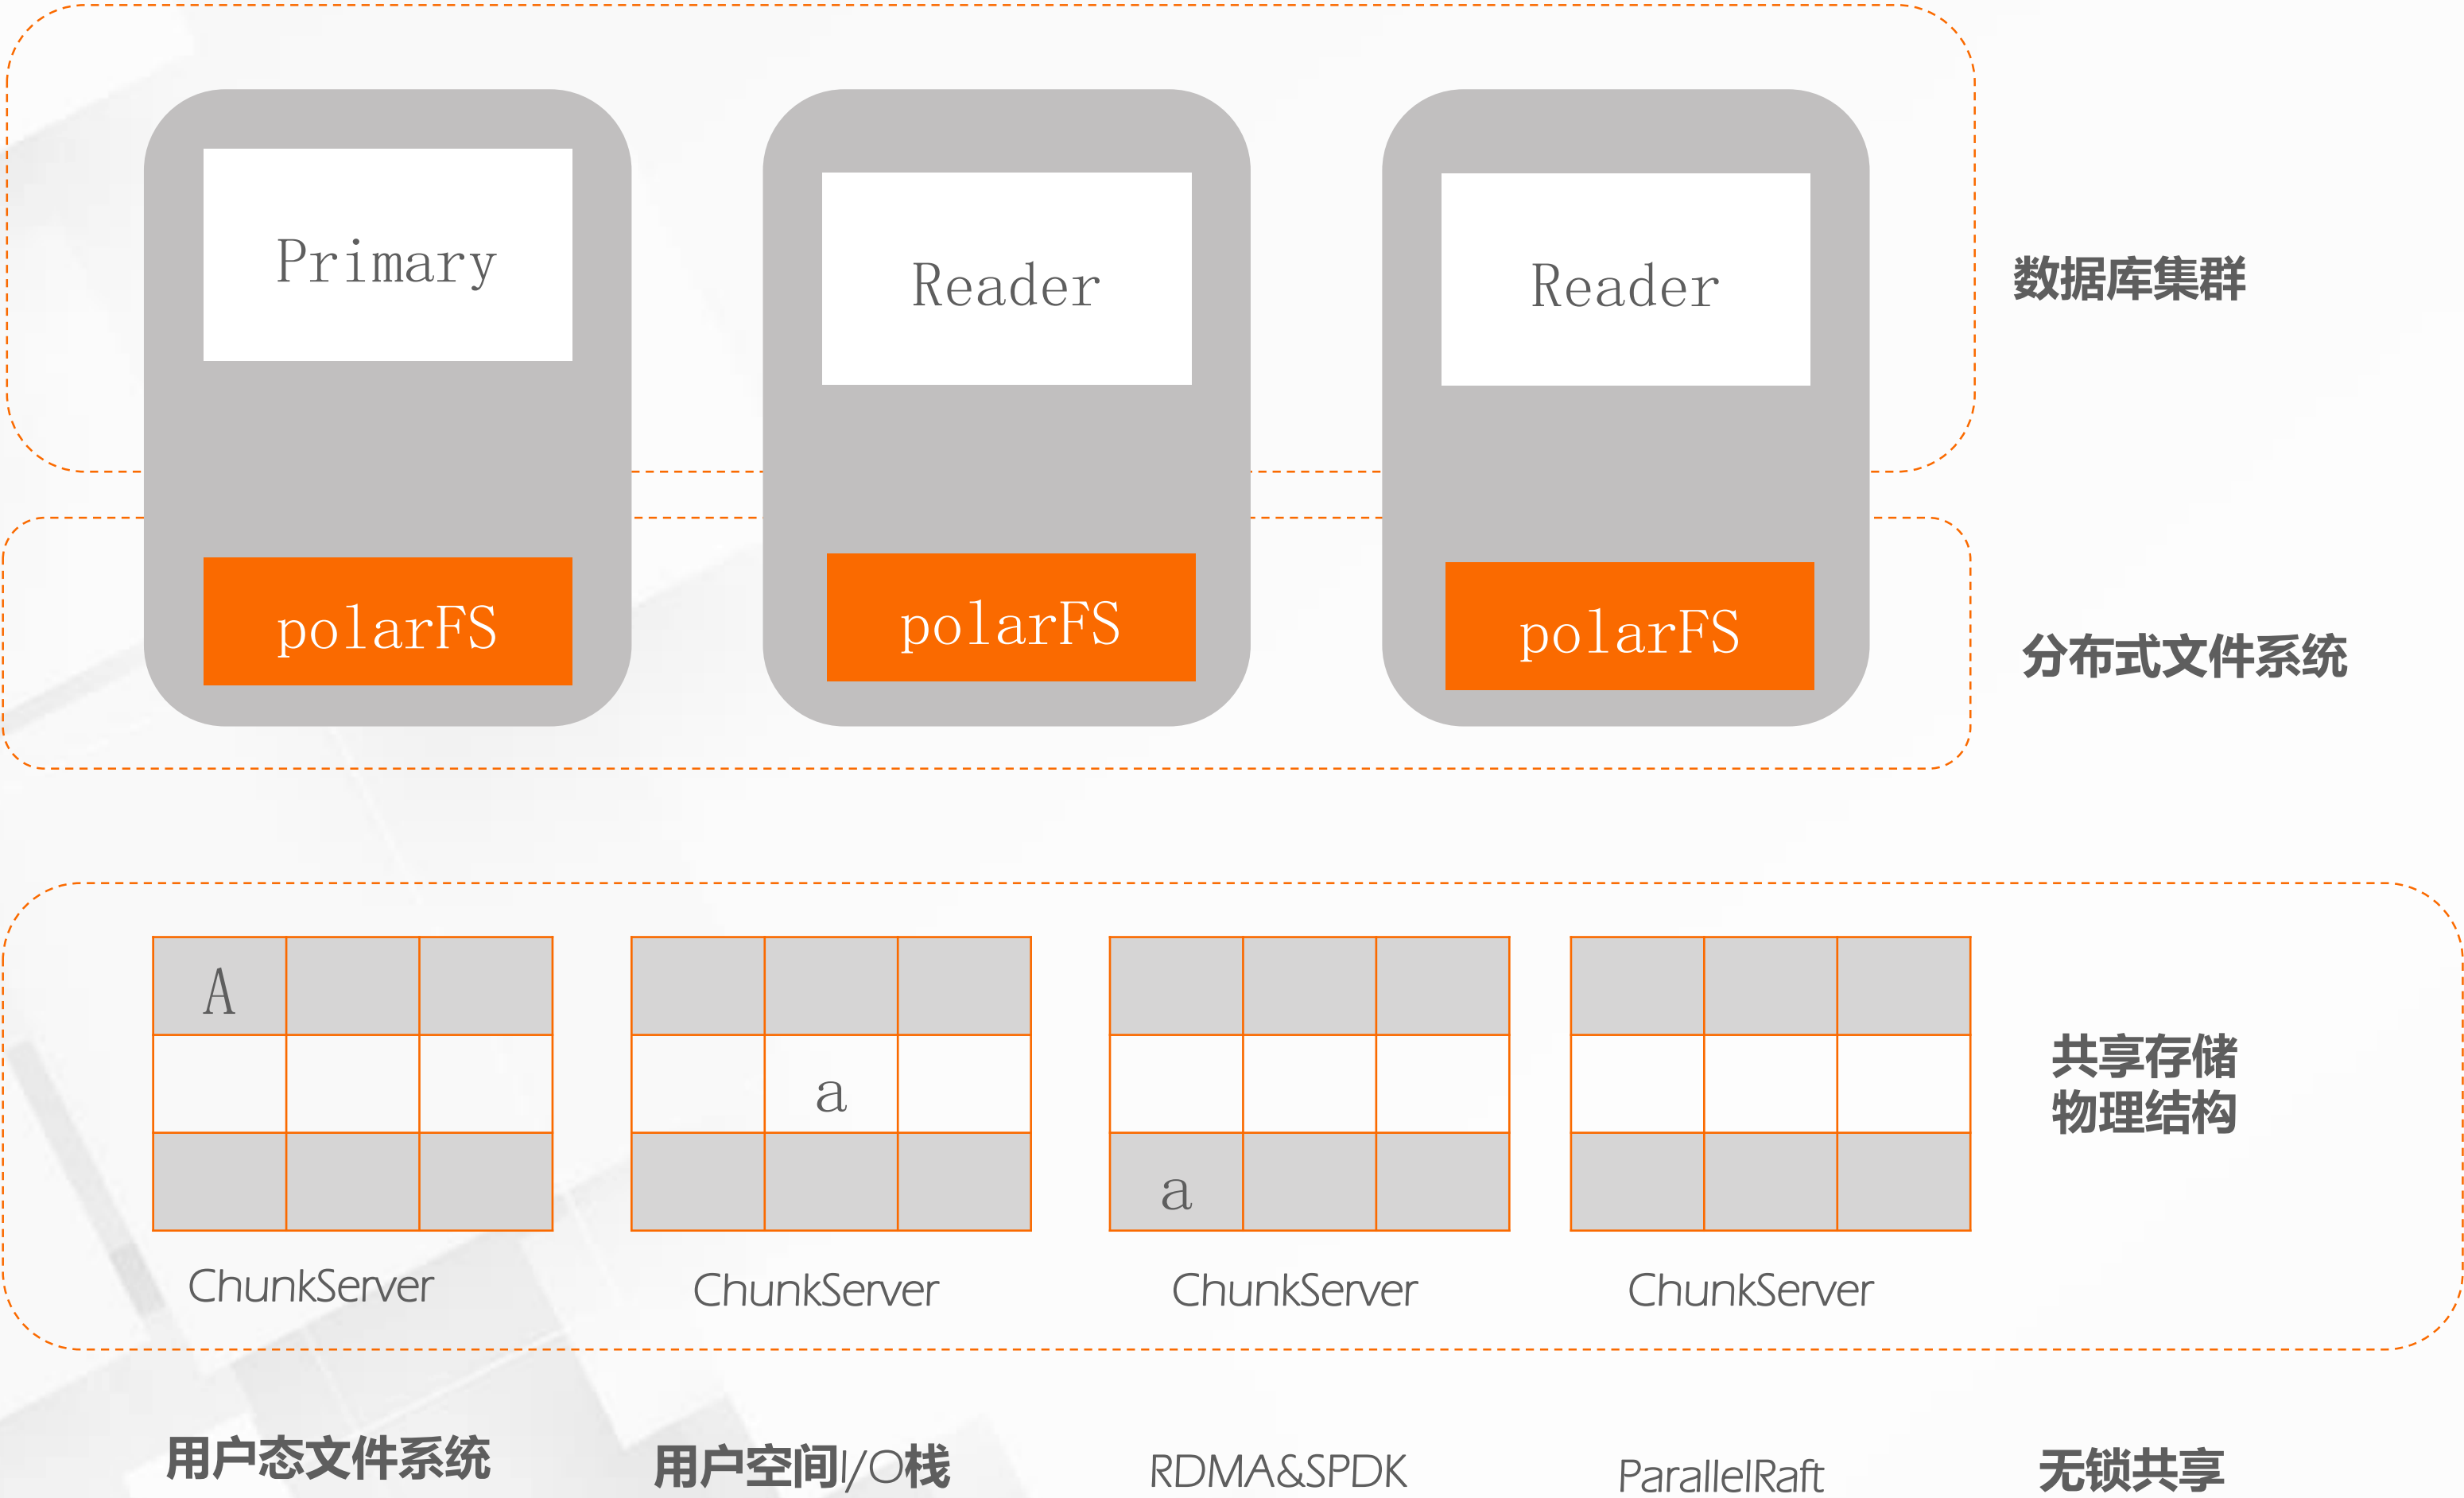 Primary
Reader
Reader
数据库集群
polarFS
polarFS
polarFS
分布式文件系统
A
a
a
共享存储
物理结构
ChunkServer
ChunkServer
ChunkServer
ChunkServer
用户态文件系统
用户空间I/O栈
RDMA&SPDK
ParallelRaft
无锁共享